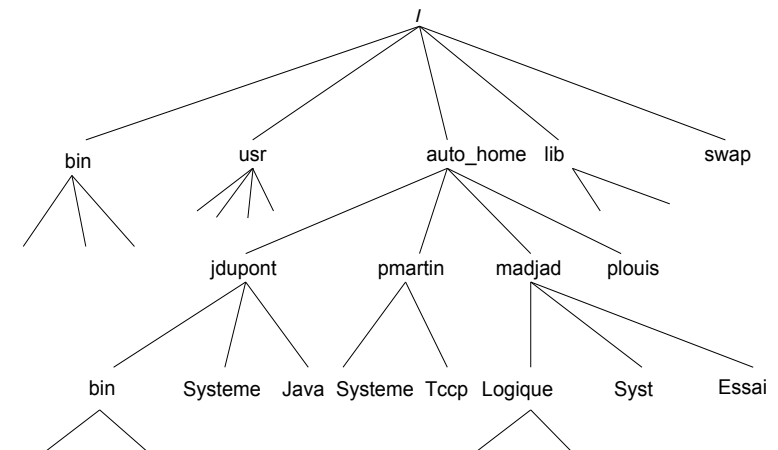 /
bin usr auto_home lib swap
jdupont pmartin madjad plouis
bin Systeme Java Systeme Tccp Logique Syst Essai